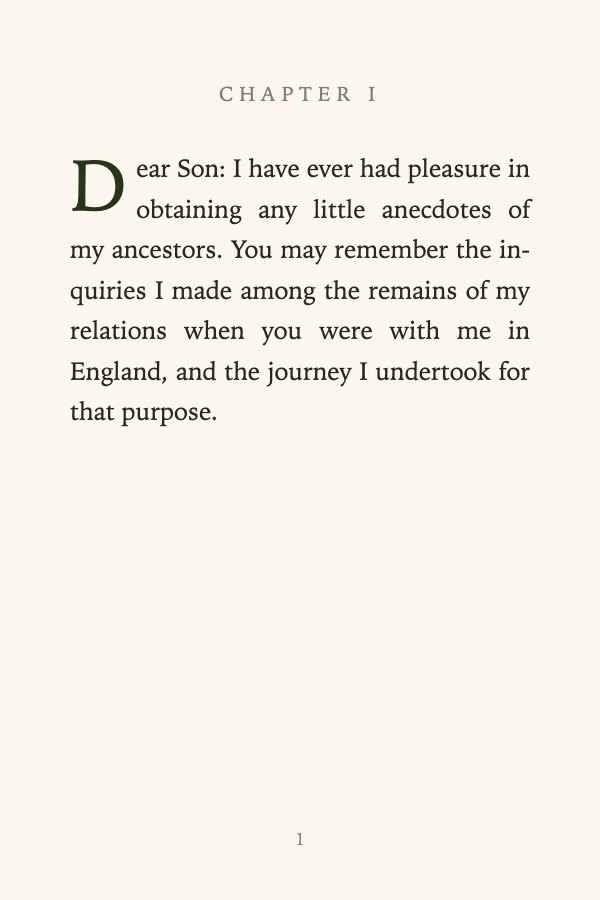 CHAPTER I
Dear Son: I have ever had pleasure in
obtaining any little anecdotes of
my ancestors. You may remember the in-
quiries I made among the remains of my
relations when you were with me in
England, and the journey I undertook for
that purpose.
1